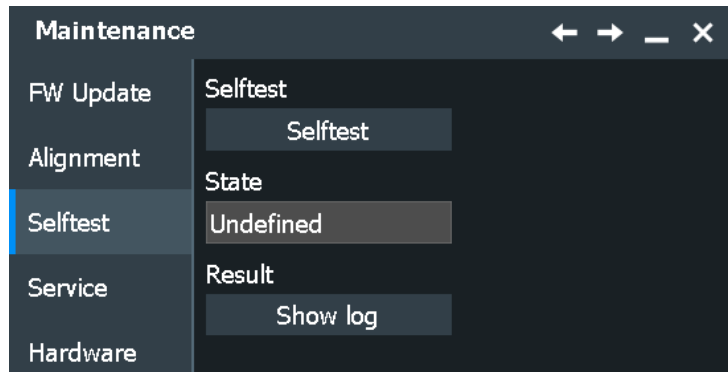 Maintenance
FW Update
Alignment
Selftest
Service
Hardware
Selftest
Selftest
State
Undefined
Result
Show log